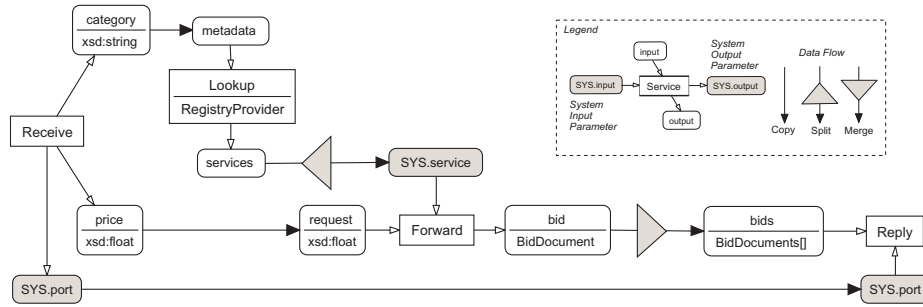 category
xsd:string
metadata
Lookup
RegistryProvider
Receive
services
SYS.service
price
xsd:float
request
xsd:float
Forward
bid
BidDocument
bids
BidDocuments[]
Reply
SYS.port
SYS.port
Legend
input
System
Output
Parameter
Data Flow
SYS.input
Service
SYS.output
System
Input
Parameter
output
Copy
Split
Merge